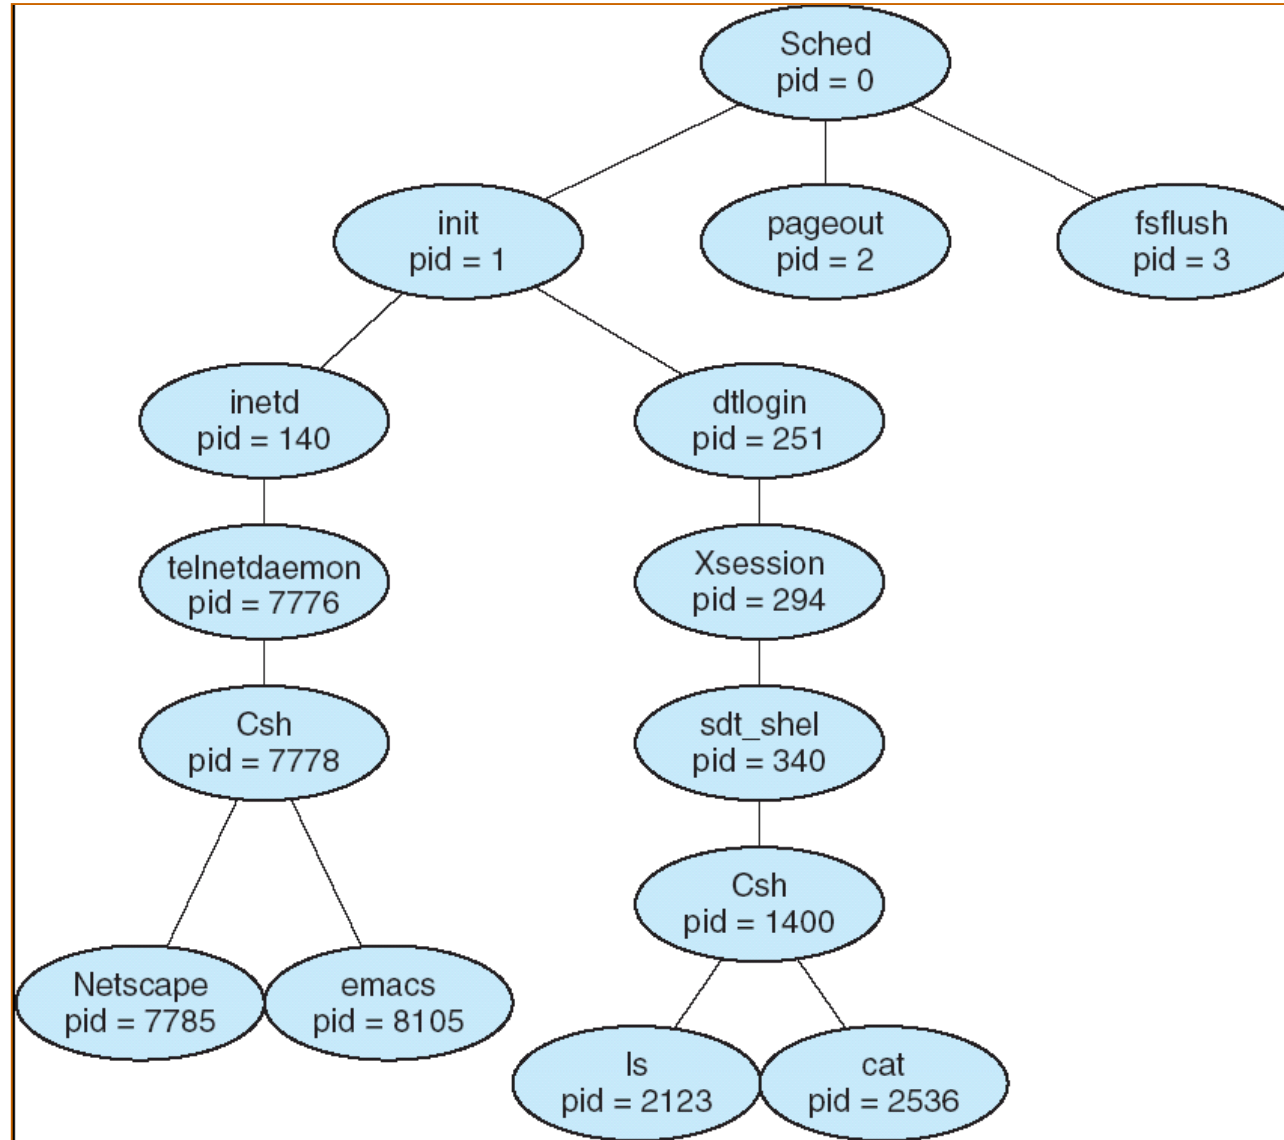 Sched
pid = 0
init
pid = 1
pageout
pid = 2
fsflush
pid = 3
inetd
pid = 140
dtlogin
pid = 251
telnetdaemon
pid = 7776
Xsession
pid = 294
Csh
pid = 7778
sdt_shel
pid = 340
Csh
pid = 1400
Netscape
pid = 7785
emacs
pid = 8105
ls
pid = 2123
cat
pid = 2536